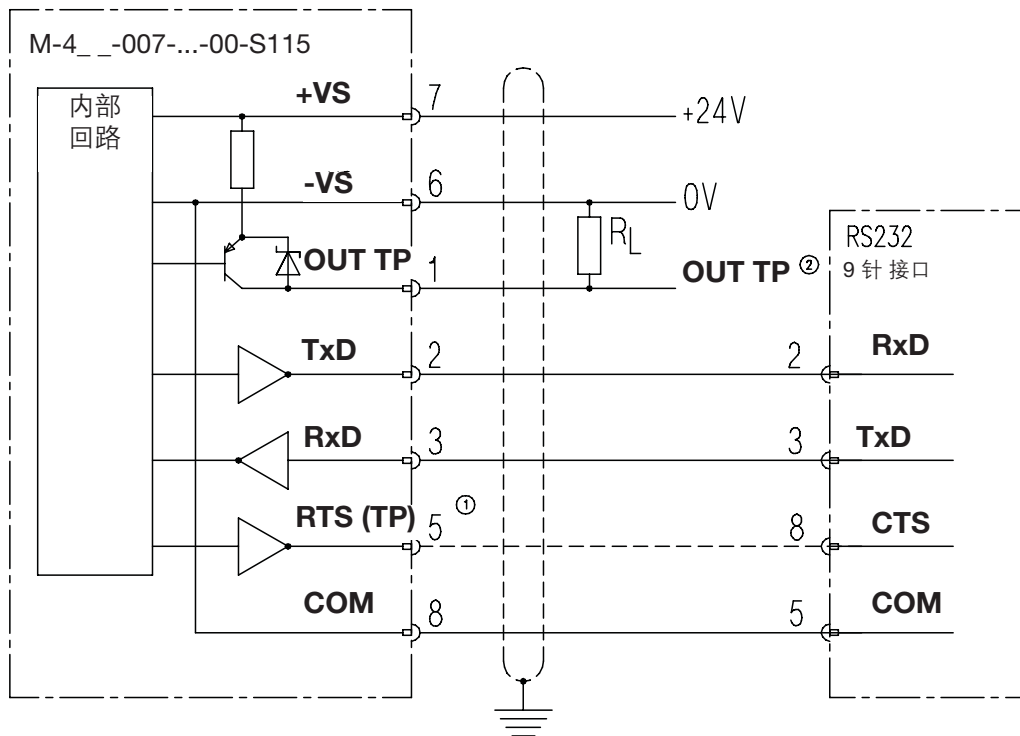 M-4_ _-007-...-00-S115
内部
回路
+VS
7
+24V
-VS
6
0V
RL
OUT TP
1
OUT TP ②
RS232
9 针 接口
TxD
2
2
RxD
RxD
3
3
TxD
RTS (TP)
5
①
8
CTS
COM
8
5
COM